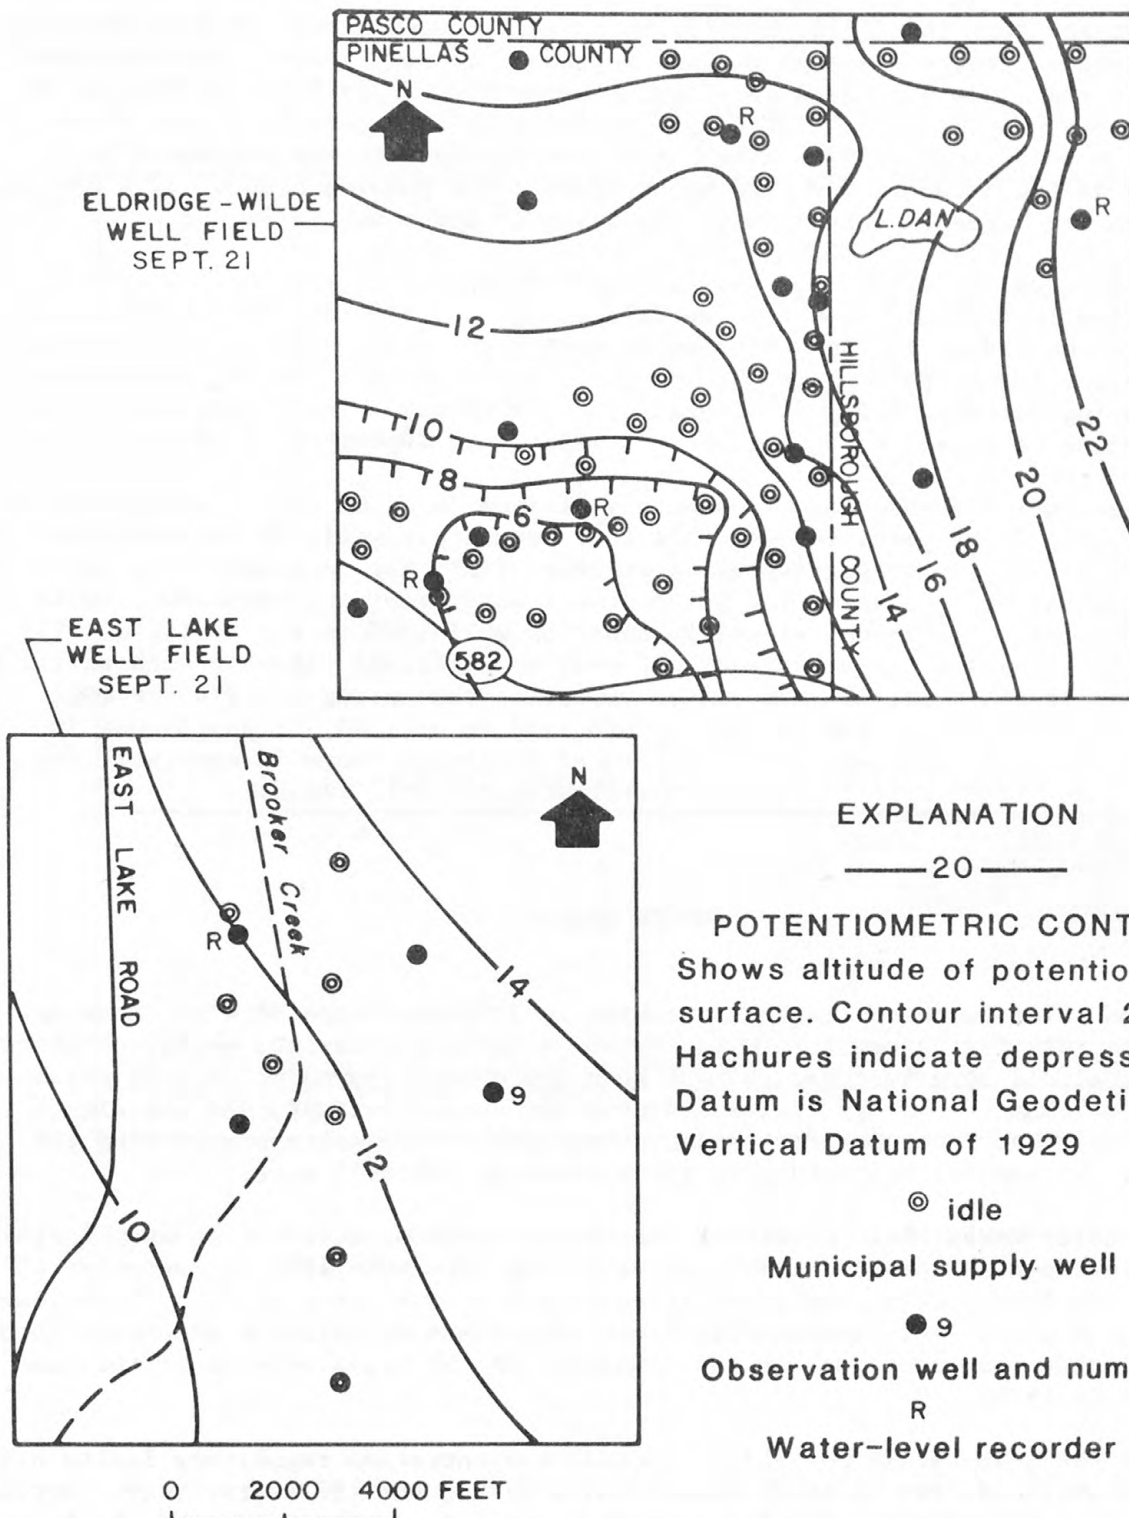 PASCO COUNTY
PINELLAS COUNTY
N
R
ELDRIDGE-WILDE
WELL FIELD
SEPT. 21
L. DAN
R
12
HILLSBOROUGH COUNTY
10
8
6
R
R
22
20
18
16
14
582
EAST LAKE
WELL FIELD
SEPT. 21
EAST LAKE ROAD
Brooker Creek
N
R
14
9
12
10
0 2000 4000 FEET
EXPLANATION
20
POTENTIOMETRIC CONT
Shows altitude of potentio
surface. Contour interval 2
Hachures indicate depress
Datum is National Geodeti
Vertical Datum of 1929
idle
Municipal supply well
9
Observation well and num
R
Water-level recorder